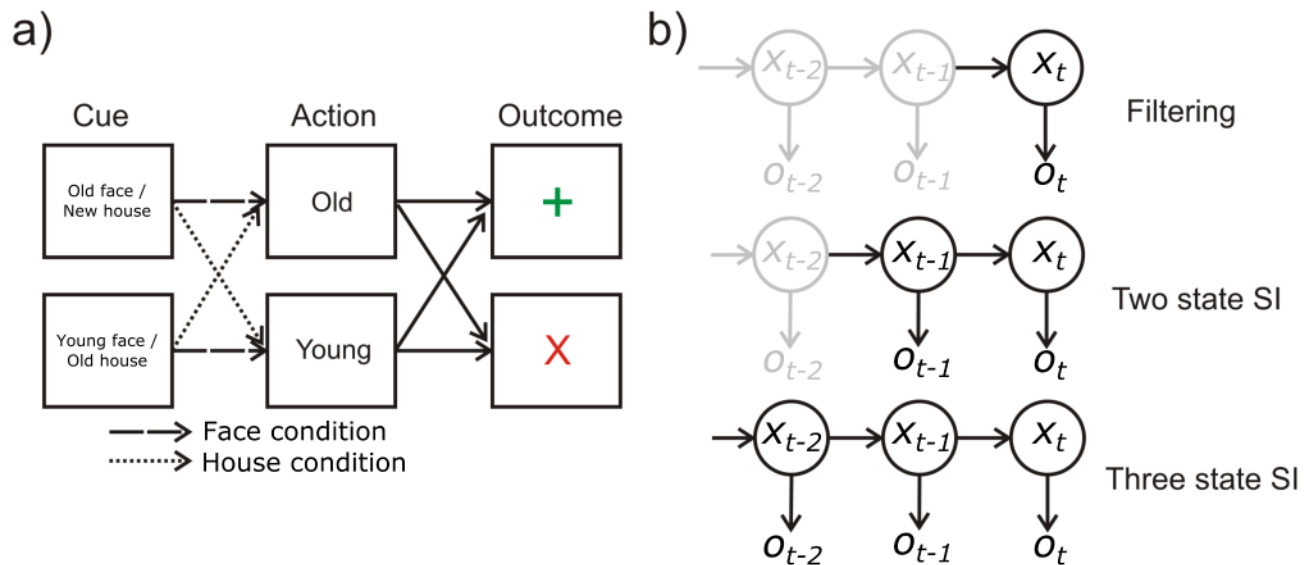 a)
Cue
Action
Outcome
Old face /
New house
Old
+
Young face /
Old house
Young
X
Face condition
House condition
b)
x_{t-2}
x_{t-1}
x_t
Filtering
o_{t-2}
o_{t-1}
o_t
x_{t-2}
x_{t-1}
x_t
Two state SI
o_{t-2}
o_{t-1}
o_t
x_{t-2}
x_{t-1}
x_t
Three state SI
o_{t-2}
o_{t-1}
o_t